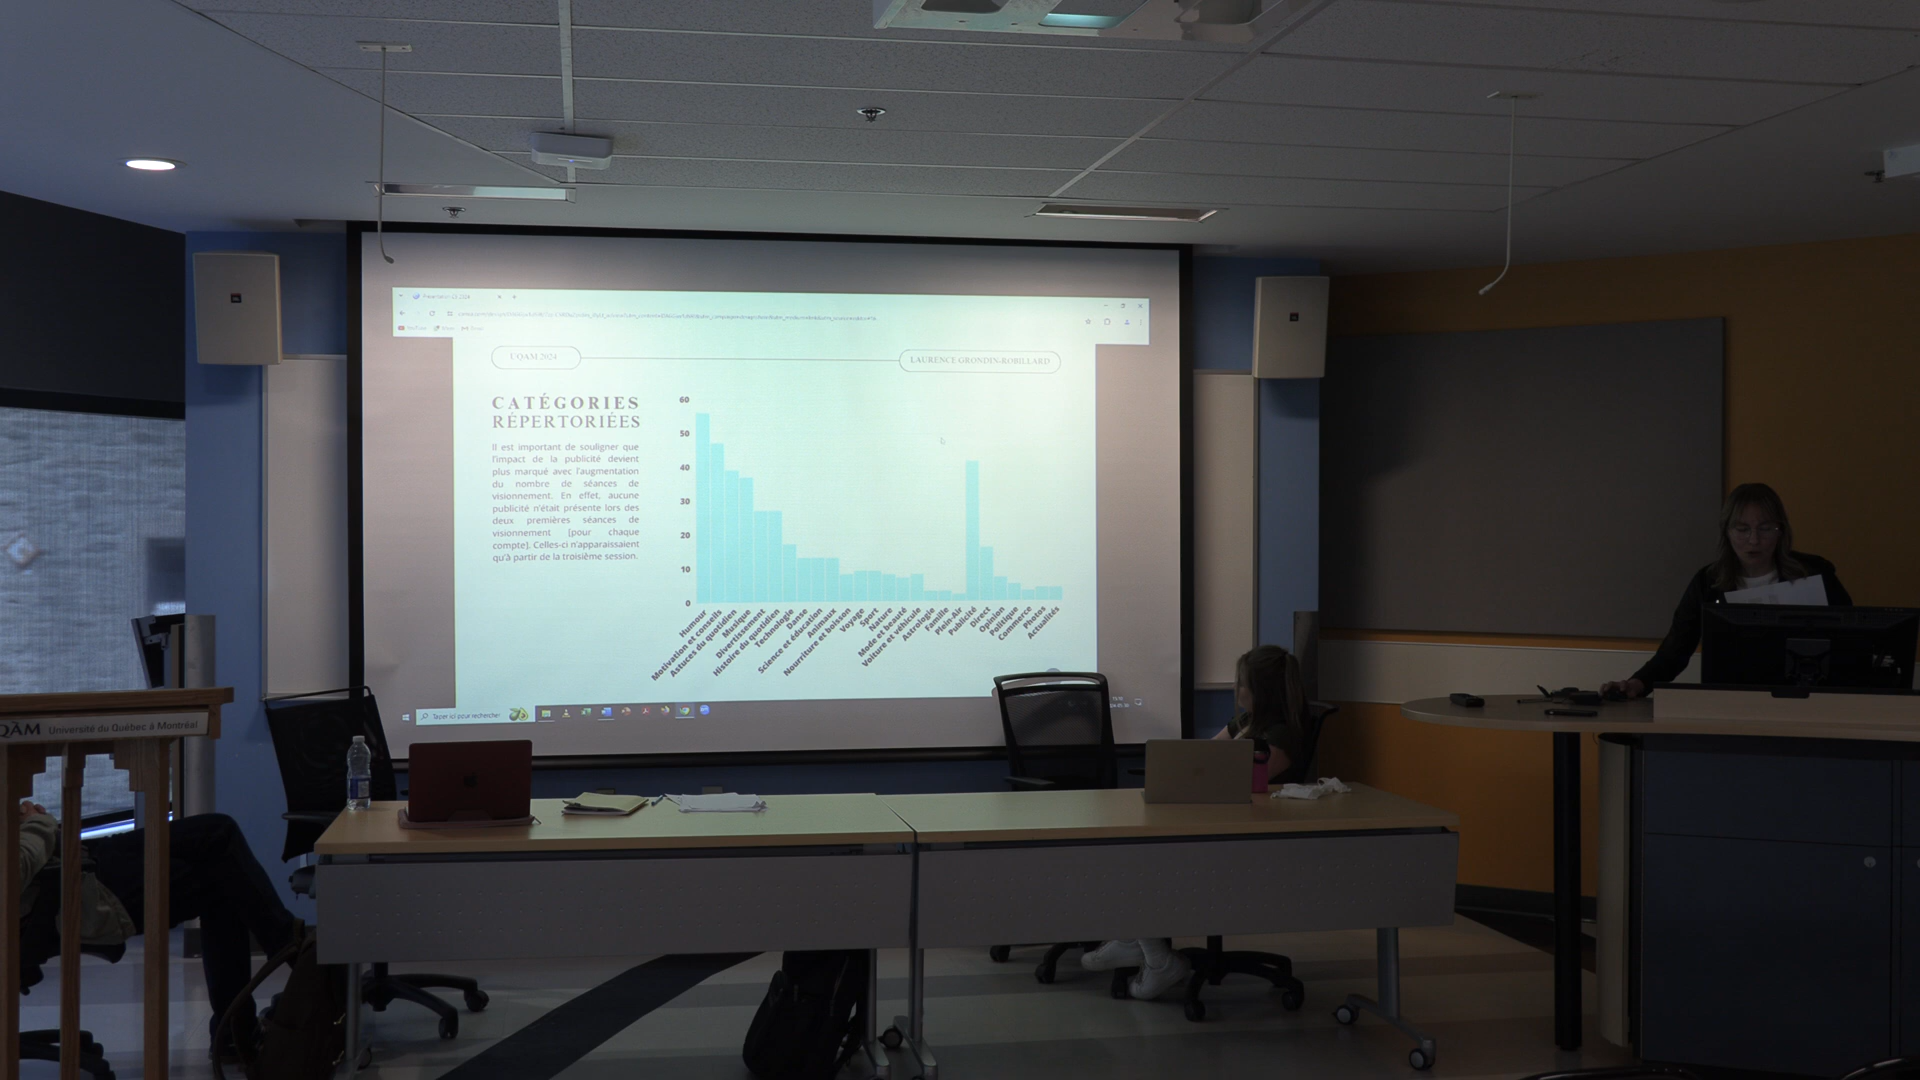 Présentation CS 2024
YouTube
UQAM 2024
LAURENCE GRONDIN-ROBILLARD
CATÉGORIES
RÉPERTORIÉES
Il est important de souligner que
l'impact de la publicité devient
plus marqué avec l'augmentation
du nombre de séances de
visionnement. En effet, aucune
publicité n'était présente lors des
deux premières séances de
visionnement [pour chaque
compte]. Celles-ci n'apparaissaient
qu'à partir de la troisième session.
60
50
40
30
20
10
0
Humour
Motivation et conseils
Astuces du quotidien
Musique
Divertissement
Histoire du quotidien
Technologie
Danse
Science et éducation
Animaux
Nourriture et boisson
Voyage
Sport
Nature
Mode et beauté
Voiture et véhicule
Astrologie
Famille
Plein-Air
Publicité
Direct
Opinion
Politique
Commerce
Photos
Actualités
Taper ici pour rechercher
QÀM Université du Québec à Montréal